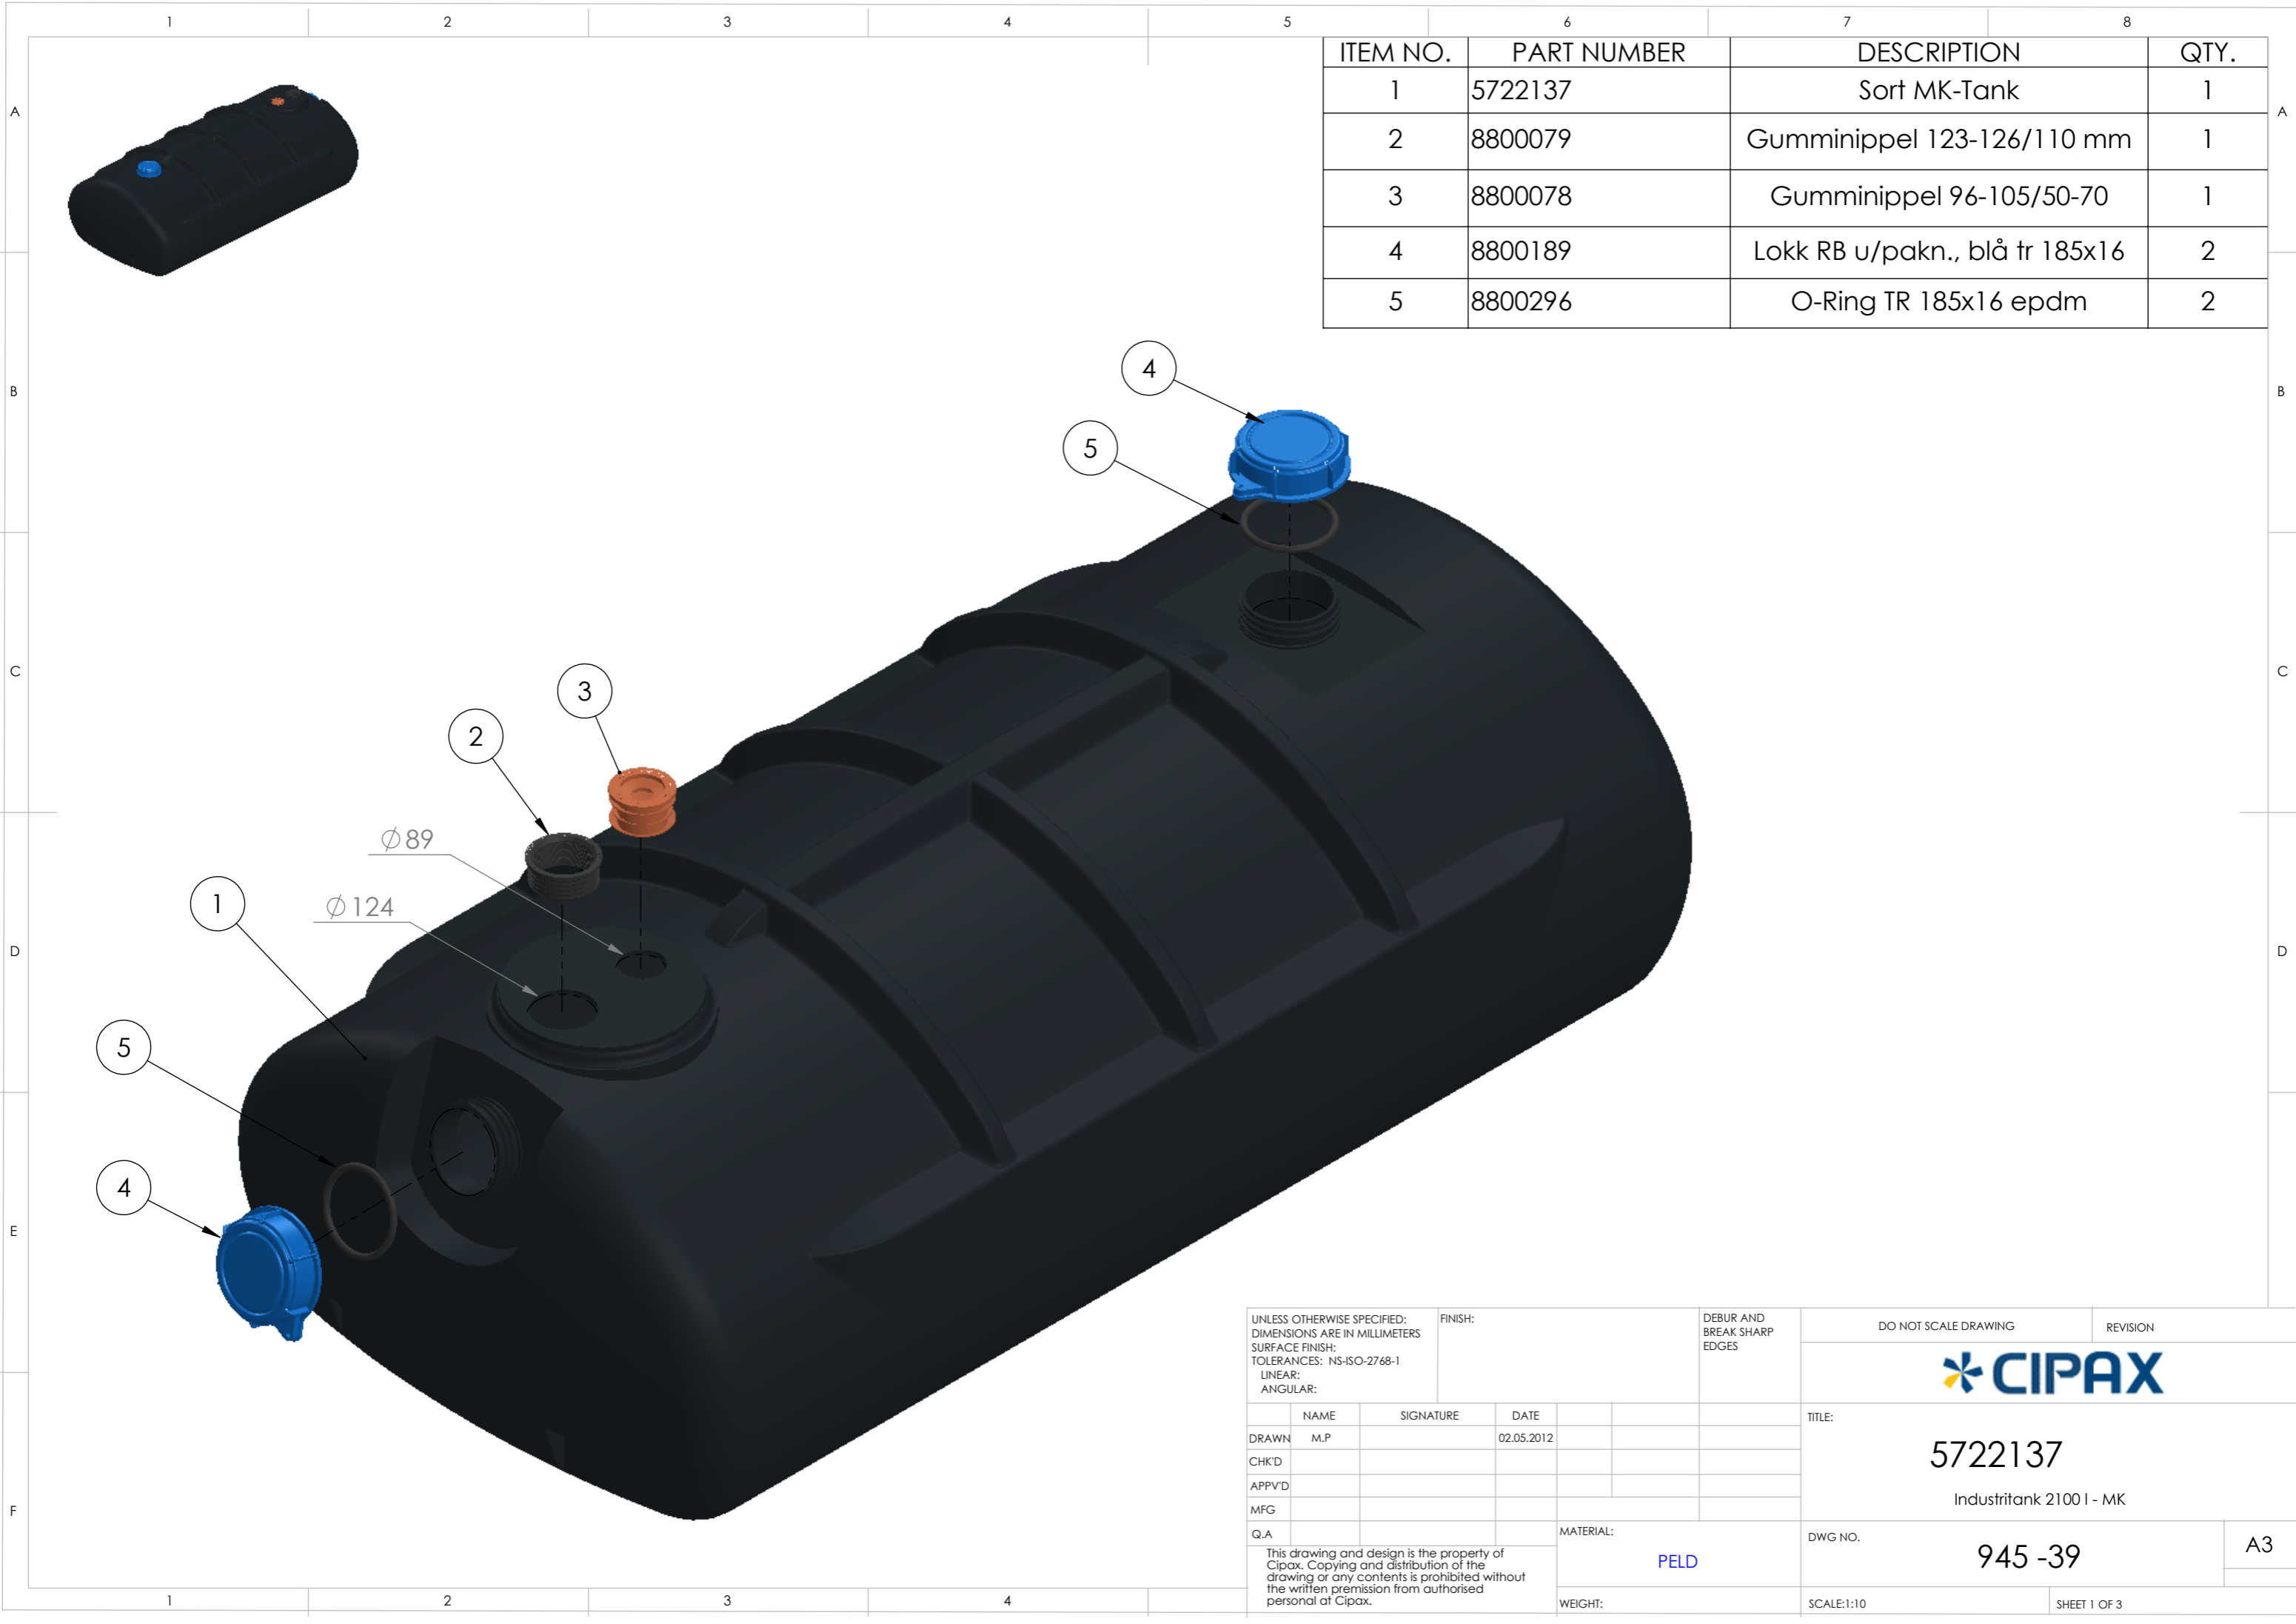 1 2 3 4 5 6 7 8
A A
B B
C C
D D
E
F
ITEM NO. PART NUMBER DESCRIPTION QTY.
1 5722137 Sort MK-Tank 1
2 8800079 Gumminippel 123-126/110 mm 1
3 8800078 Gumminippel 96-105/50-70 1
4 8800189 Lokk RB u/pakn., blå tr 185x16 2
5 8800296 O-Ring TR 185x16 epdm 2
4
5
3
2
∅89
1
∅124
5
4
UNLESS OTHERWISE SPECIFIED:
DIMENSIONS ARE IN MILLIMETERS
SURFACE FINISH:
TOLERANCES: NS-ISO-2768-1
LINEAR:
ANGULAR:
FINISH:
DEBUR AND
BREAK SHARP
EDGES
DO NOT SCALE DRAWING
REVISION
CIPAX
NAME SIGNATURE DATE
DRAWN M.P 02.05.2012
CHK'D
APPV'D
MFG
Q.A
TITLE:
5722137
Industritank 2100 l - MK
MATERIAL:
PELD
DWG NO.
945 -39
A3
This drawing and design is the property of
Cipax. Copying and distribution of the
drawing or any contents is prohibited without
the written premission from authorised
personal at Cipax.
WEIGHT:
SCALE:1:10
SHEET 1 OF 3
1 2 3 4